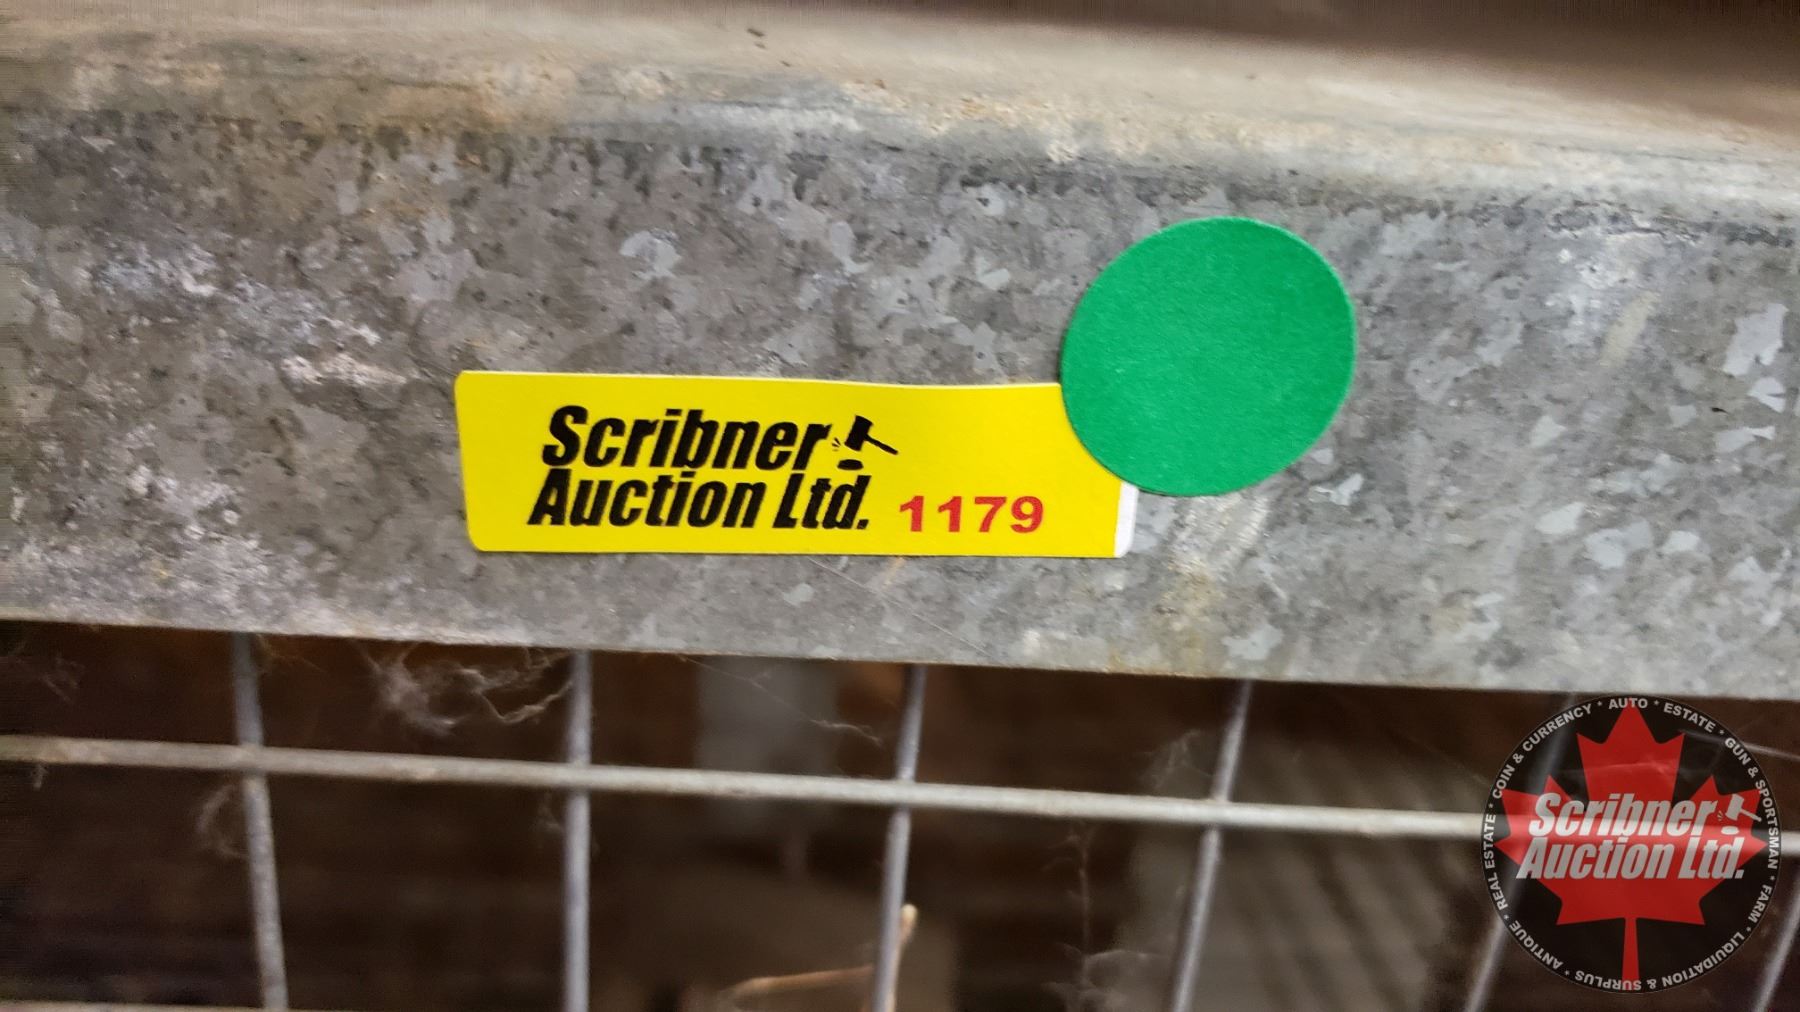 Scribner
Auction Ltd. 1179
COIN & CURRENCY * AUTO * ESTATE * GUN & SPORTSMAN * FARM * LIQUIDATION & SURPLUS * ANTIQUE * REAL ESTATE *
Scribner
Auction Ltd.